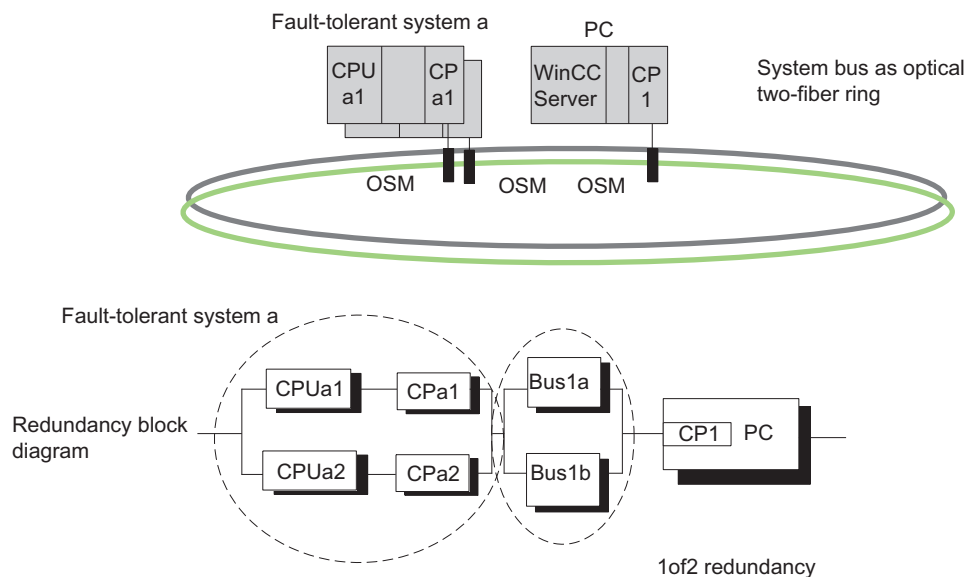 Fault-tolerant system a
PC
CPU
a1
CP
a1
WinCC
Server
CP
1
System bus as optical
two-fiber ring
OSM
OSM
OSM
Fault-tolerant system a
Redundancy block
diagram
CPUa1
CPa1
CPUa2
CPa2
Bus1a
Bus1b
CP1
PC
1of2 redundancy